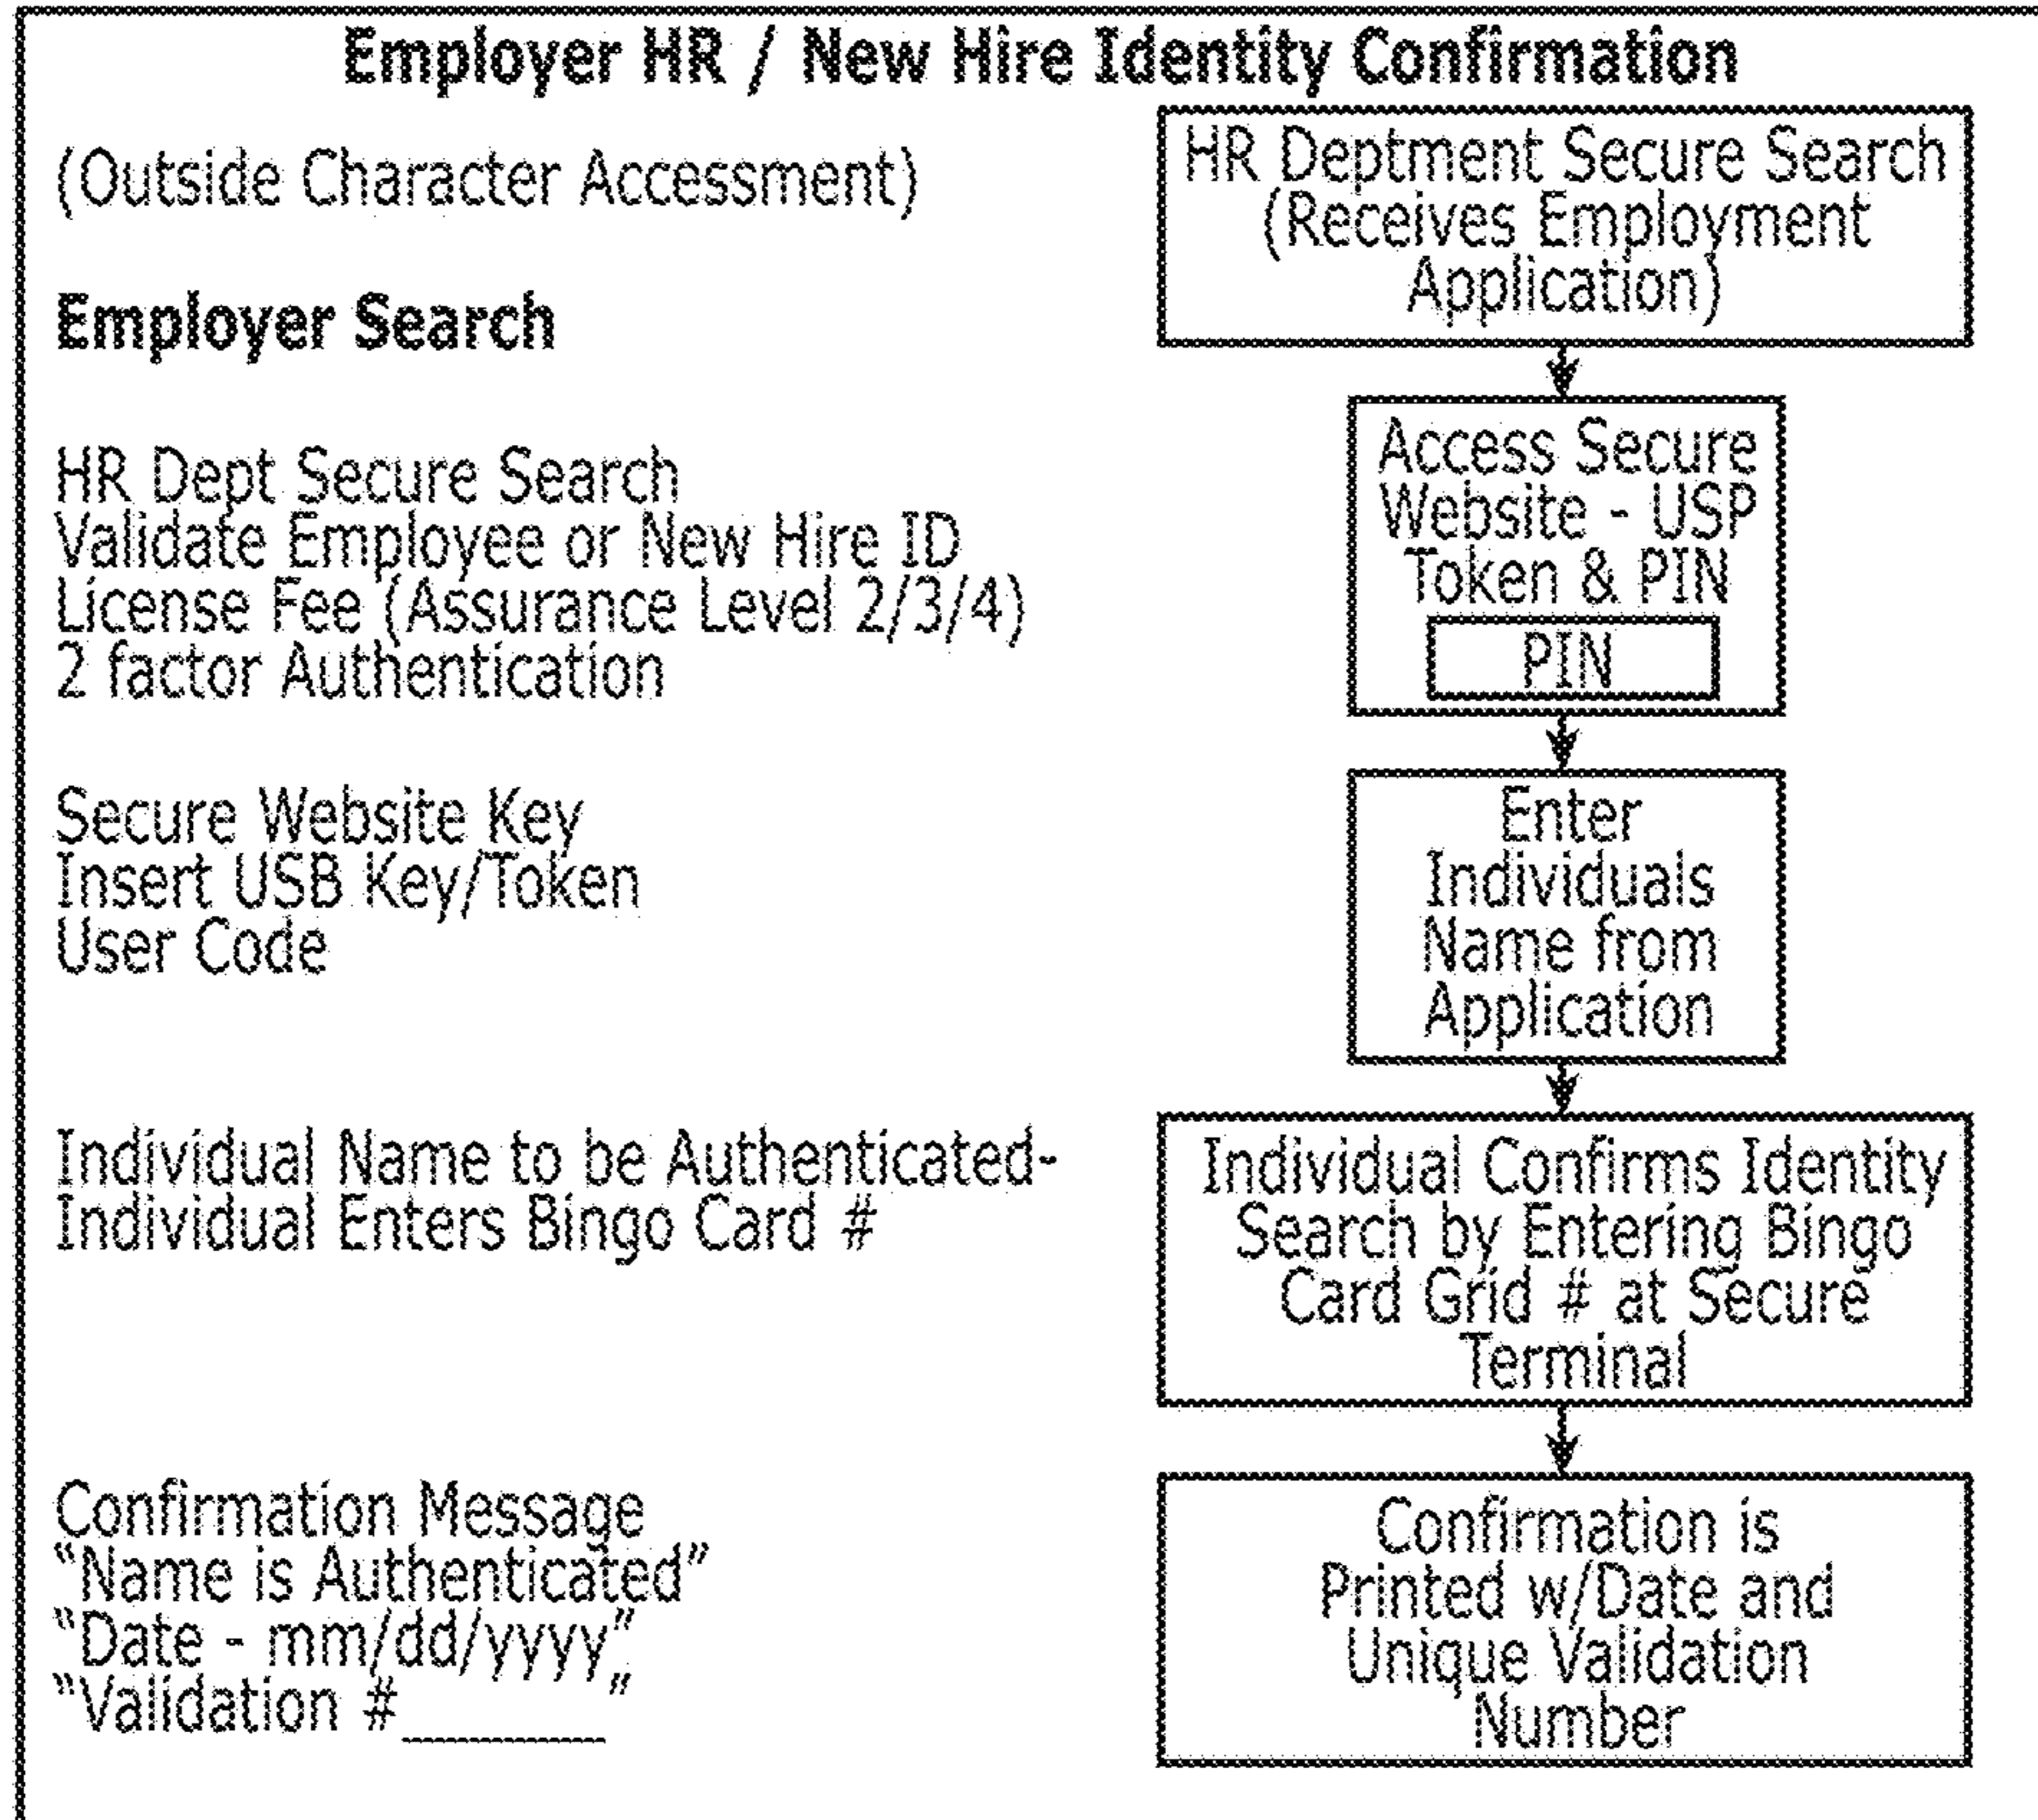 Employer HR / New Hire Identity Confirmation
(Outside Character Accessment)
Employer Search
HR Dept Secure Search
Validate Employee or New Hire ID
License Fee (Assurance Level 2/3/4)
2 factor Authentication
Secure Website Key
Insert USB Key/Token
User Code
Individual Name to be Authenticated-
Individual Enters Bingo Card #
Confirmation Message
“Name is Authenticated”
“Date - mm/dd/yyyy”
“Validation #________”
HR Deptment Secure Search
(Receives Employment
Application)
Access Secure
Website - USP
Token & PIN
PIN
Enter
Individuals
Name from
Application
Individual Confirms Identity
Search by Entering Bingo
Card Grid # at Secure
Terminal
Confirmation is
Printed w/Date and
Unique Validation
Number